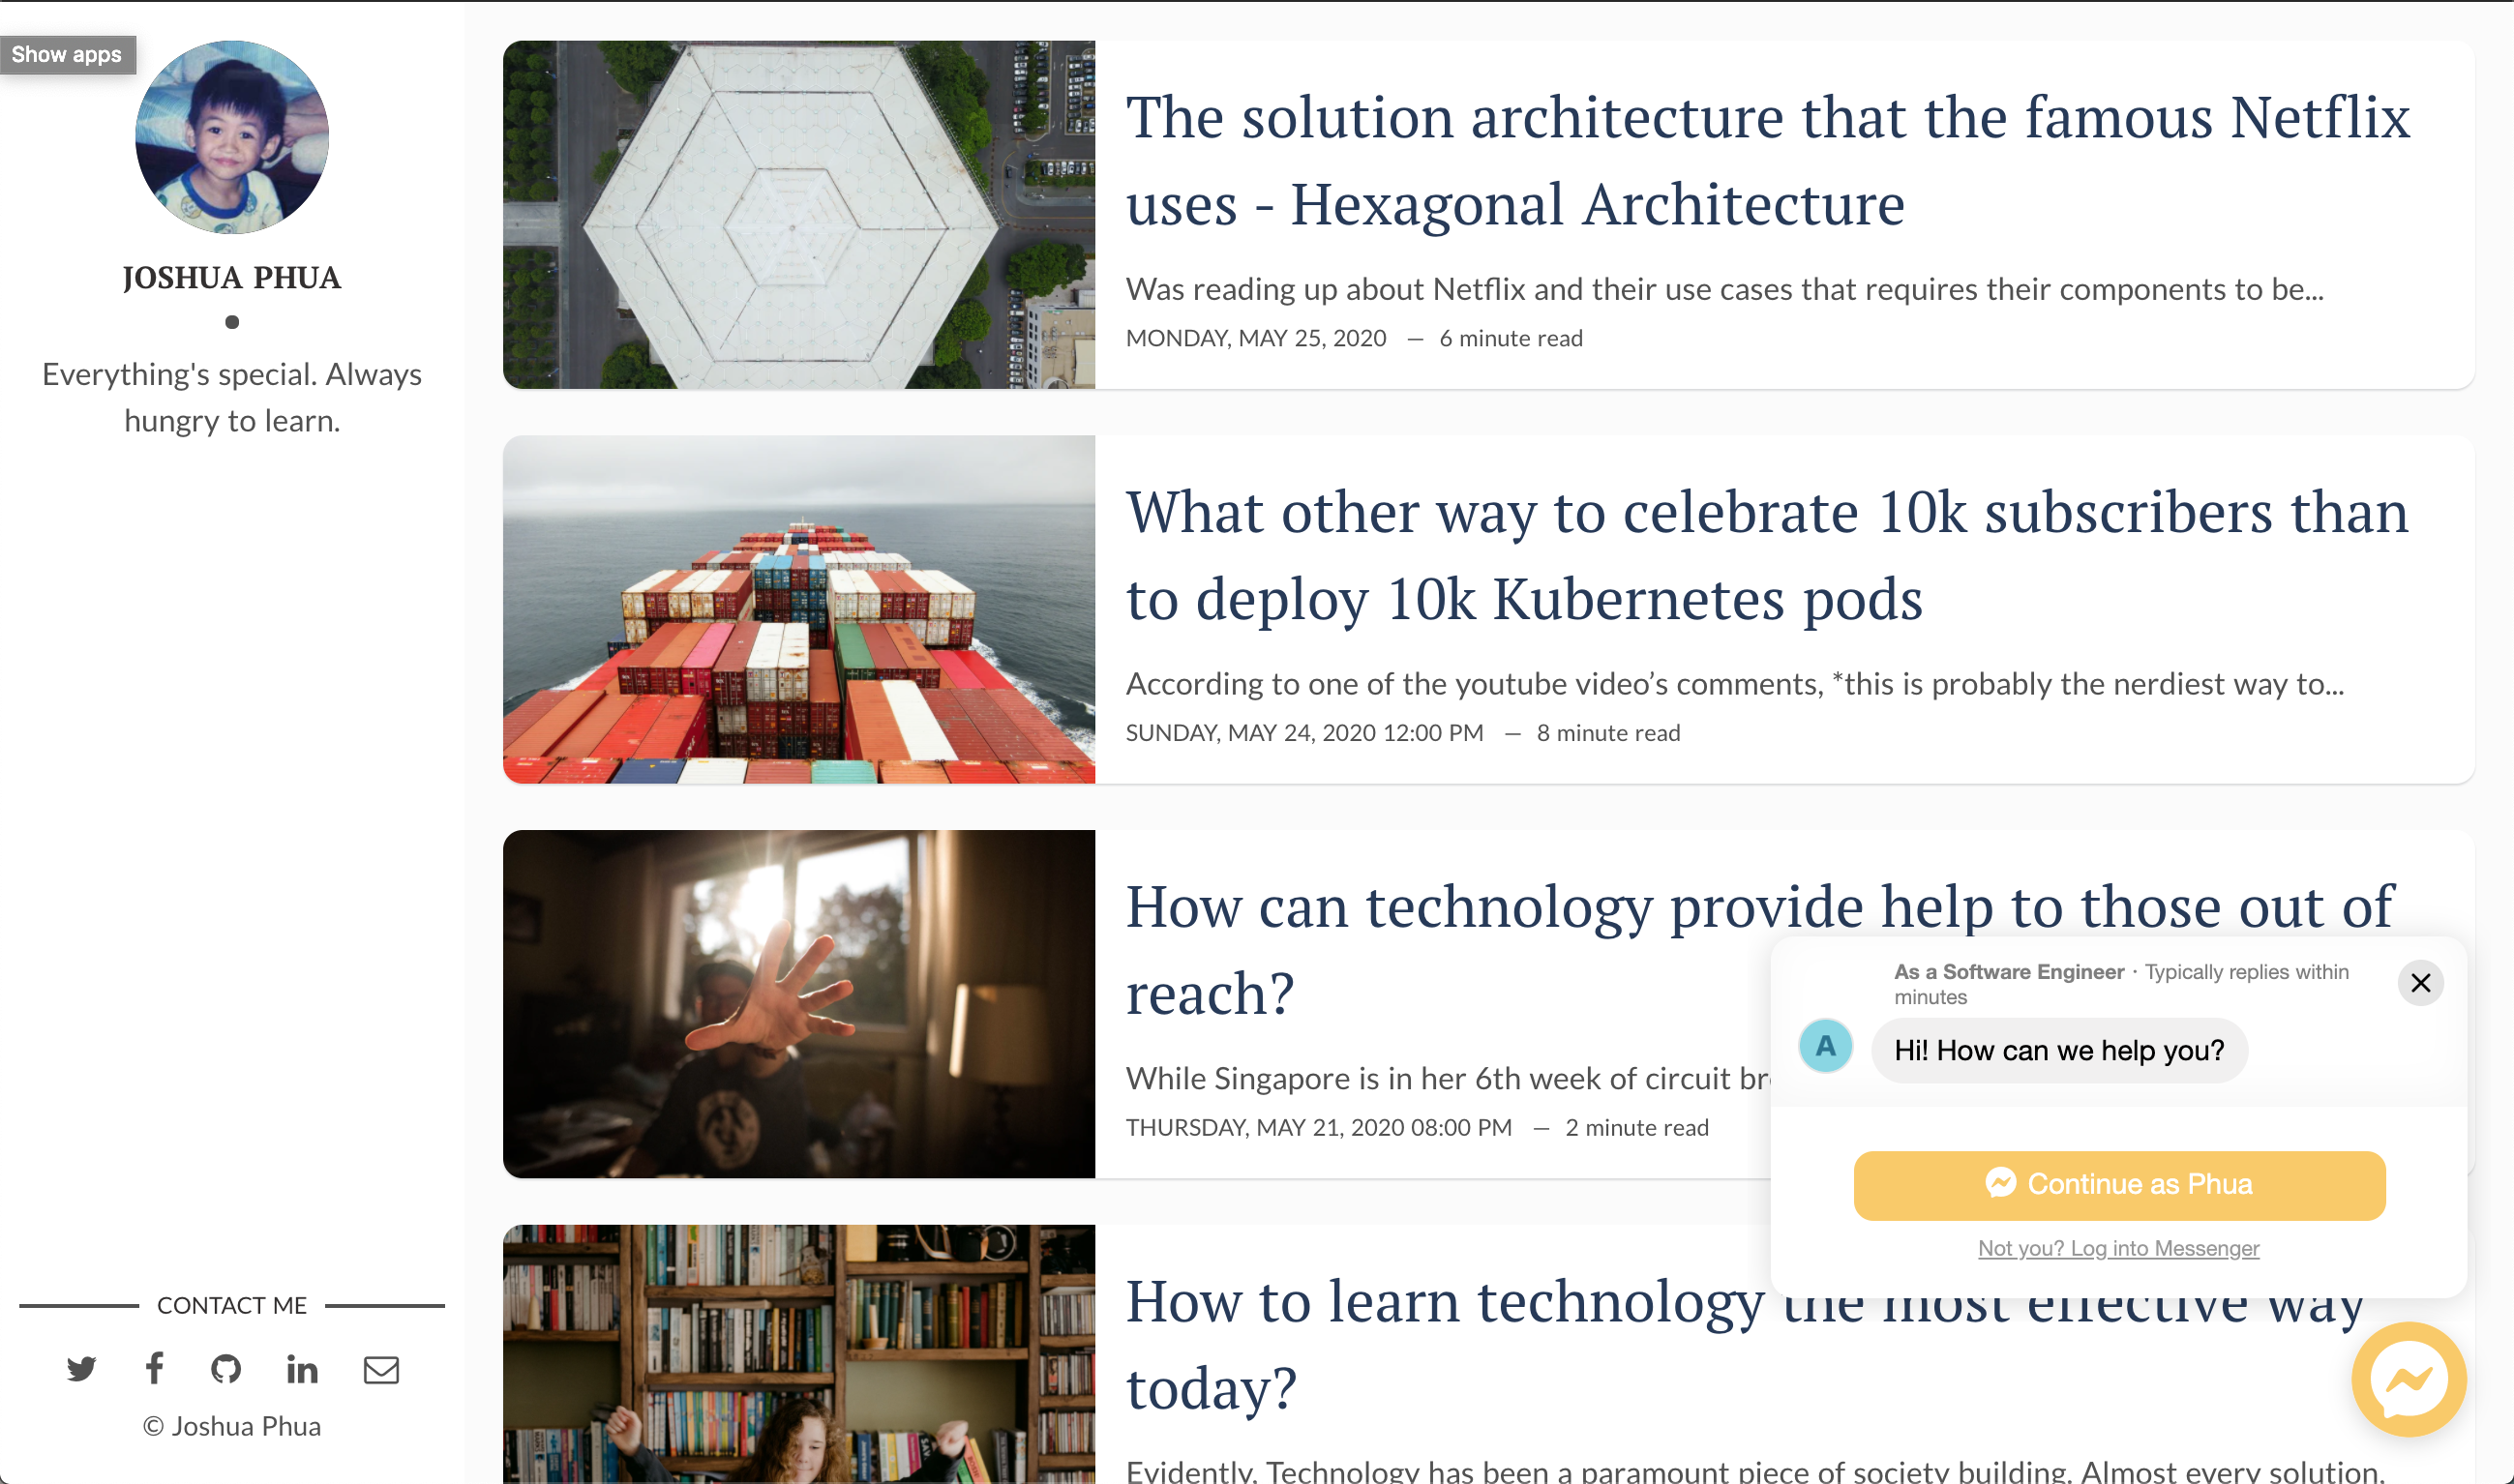 Show apps
JOSHUA PHUA
Everything's special. Always
hungry to learn.
CONTACT ME
© Joshua Phua
The solution architecture that the famous Netflix
uses - Hexagonal Architecture
Was reading up about Netflix and their use cases that requires their components to be...
MONDAY, MAY 25, 2020 — 6 minute read
What other way to celebrate 10k subscribers than
to deploy 10k Kubernetes pods
According to one of the youtube video’s comments, *this is probably the nerdiest way to...
SUNDAY, MAY 24, 2020 12:00 PM — 8 minute read
How can technology provide help to those out of
reach?
While Singapore is in her 6th week of circuit
THURSDAY, MAY 21, 2020 08:00 PM — 2 minute read
How to learn technology the most effective way
today?
Evidently, Technology has been a paramount piece of society building. Almost every solution,
As a Software Engineer · Typically replies within
minutes
A
Hi! How can we help you?
Continue as Phua
Not you? Log into Messenger